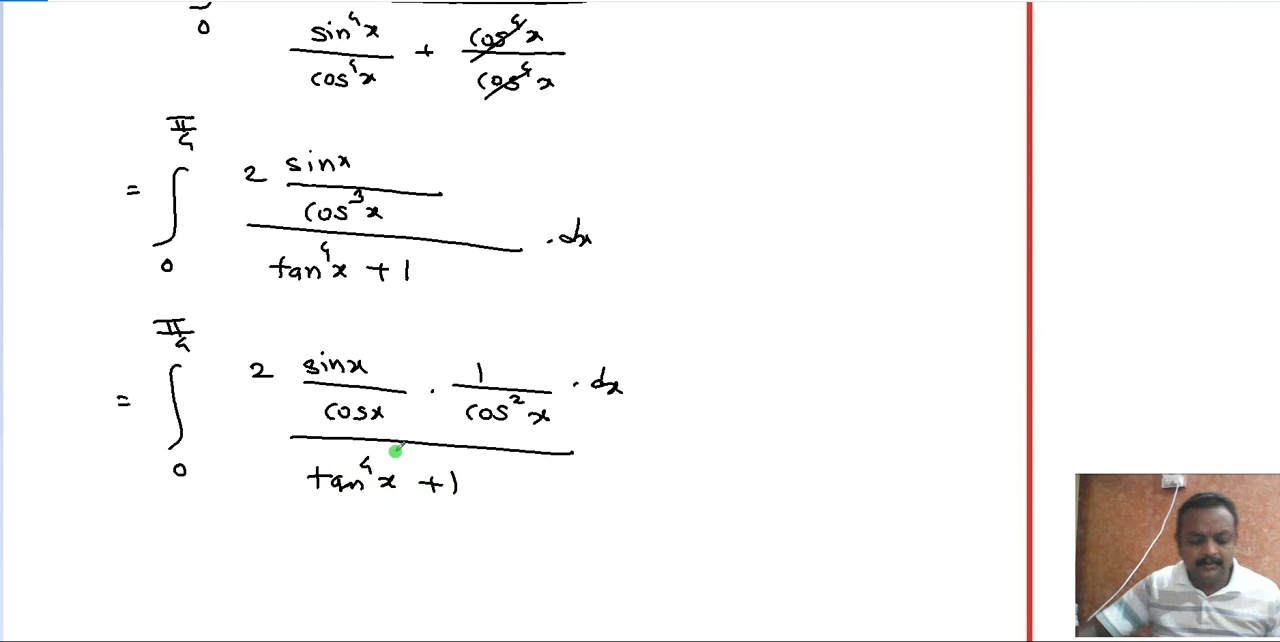 0
sin⁴x / cos⁴x + cos⁴x / cos⁴x
= ∫₀^(π/4) (2 (sinx / cos³x)) / (tan⁴x + 1) . dx
= ∫₀^(π/4) (2 (sinx / cosx) . (1 / cos²x) . dx) / (tan⁴x + 1)